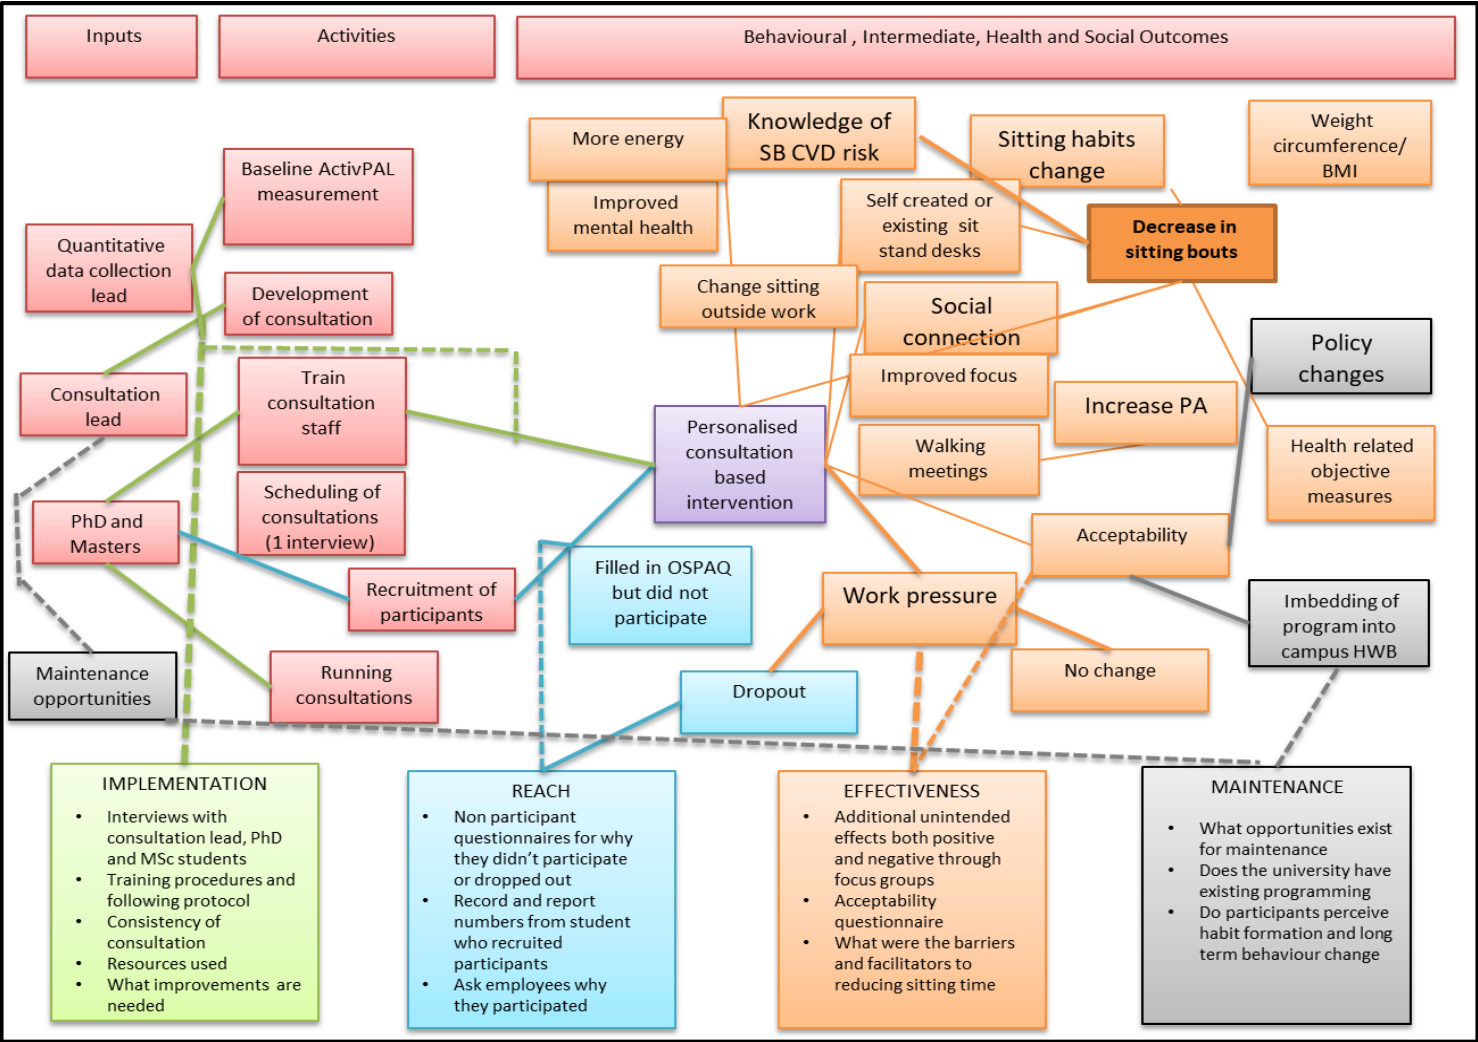 Inputs
Activities
Behavioural , Intermediate, Health and Social Outcomes
Baseline ActivPAL
measurement
Quantitative
data collection
lead
Development
of consultation
Consultation
lead
Train
consultation
staff
Scheduling of
consultations
(1 interview)
PhD and
Masters
Recruitment of
participants
Maintenance
opportunities
Running
consultations
More energy
Knowledge of
SB CVD risk
Improved
mental health
Sitting habits
change
Weight
circumference/
BMI
Self created or
existing sit
stand desks
Decrease in
sitting bouts
Change sitting
outside work
Social
connection
Improved focus
Policy
changes
Increase PA
Personalised
consultation
based
intervention
Walking
meetings
Health related
objective
measures
Acceptability
Filled in OSPAQ
but did not
participate
Work pressure
Imbedding of
program into
campus HWB
No change
Dropout
IMPLEMENTATION
• Interviews with
consultation lead, PhD
and MSc students
• Training procedures and
following protocol
• Consistency of
consultation
• Resources used
• What improvements are
needed
REACH
• Non participant
questionnaires for why
they didn't participate
or dropped out
• Record and report
numbers from student
who recruited
participants
• Ask employees why
they participated
EFFECTIVENESS
• Additional unintended
effects both positive
and negative through
focus groups
• Acceptability
questionnaire
• What were the barriers
and facilitators to
reducing sitting time
MAINTENANCE
• What opportunities exist
for maintenance
• Does the university have
existing programming
• Do participants perceive
habit formation and long
term behaviour change